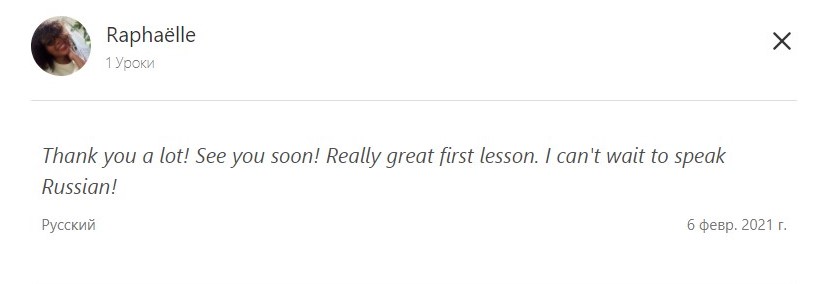 Raphaëlle
1 Уроки
Thank you a lot! See you soon! Really great first lesson. I can't wait to speak
Russian!
Русский
6 февр. 2021 г.